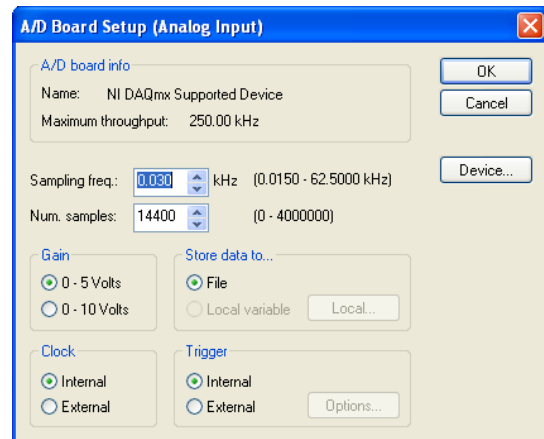 A/D Board Setup (Analog Input)
A/D board info
Name: NI DAQmx Supported Device
Maximum throughput: 250.00 kHz
OK
Cancel
Sampling freq.: 0.030 kHz (0.0150 - 62.5000 kHz)
Device...
Num. samples: 14400 (0 - 4000000)
Gain
0 - 5 Volts
0 - 10 Volts
Store data to...
File
Local variable Local...
Clock
Internal
External
Trigger
Internal
External Options...